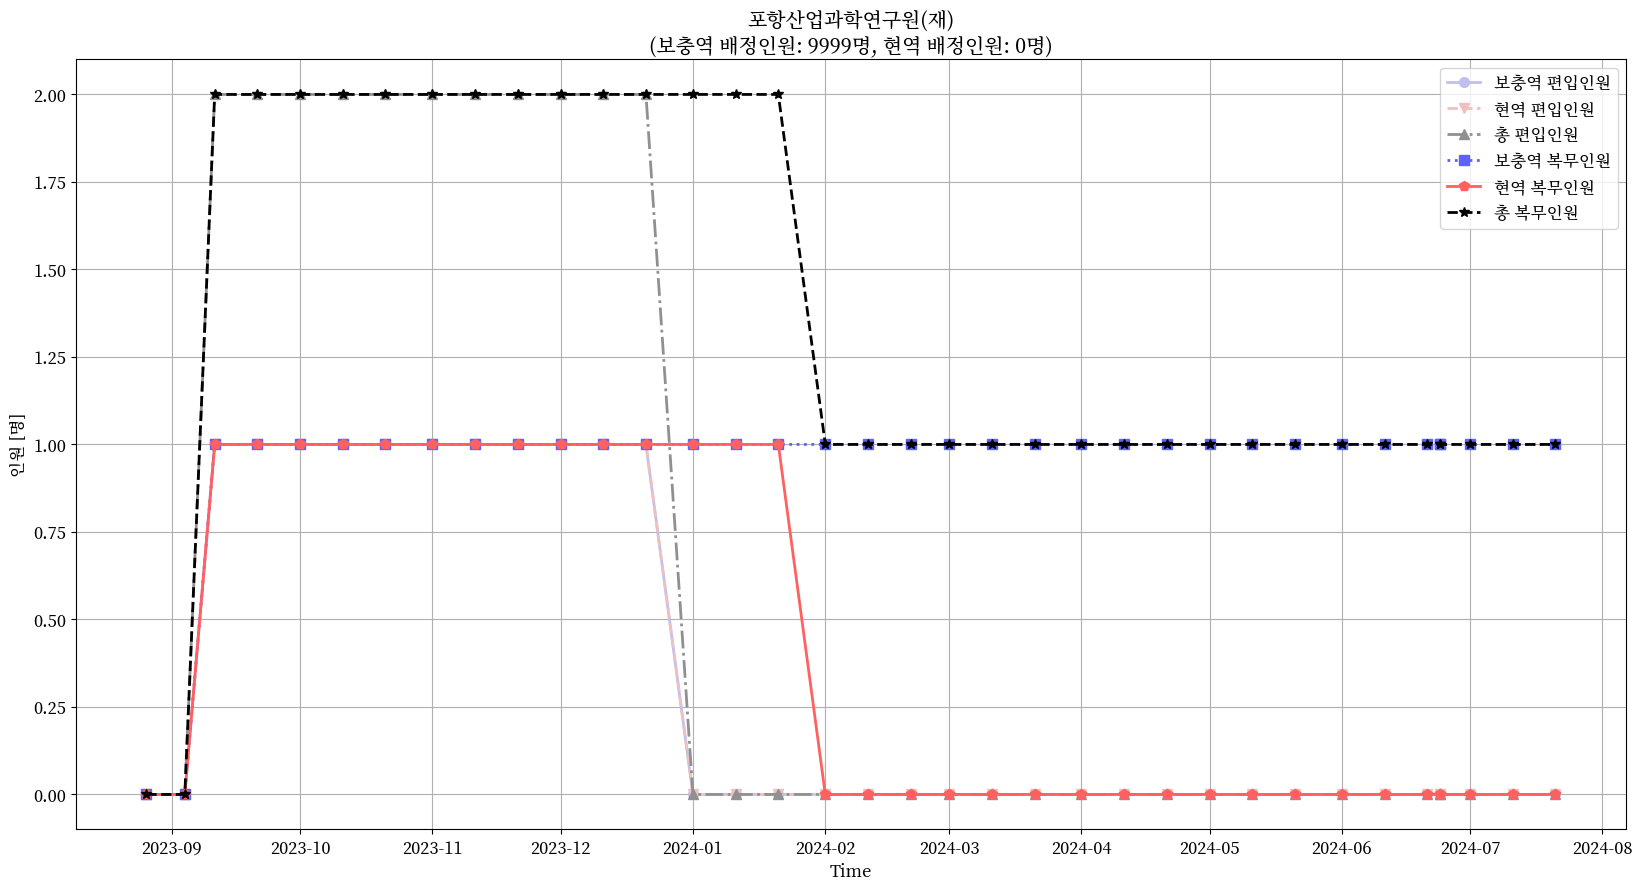 포항산업과학연구원(재)
(보충역 배정인원: 9999명, 현역 배정인원: 0명)
보충역 편입인원
현역 편입인원
총 편입인원
보충역 복무인원
현역 복무인원
총 복무인원
인원 [명]
2.00
1.75
1.50
1.25
1.00
0.75
0.50
0.25
0.00
2023-09 2023-10 2023-11 2023-12 2024-01 2024-02 2024-03 2024-04 2024-05 2024-06 2024-07 2024-08
Time